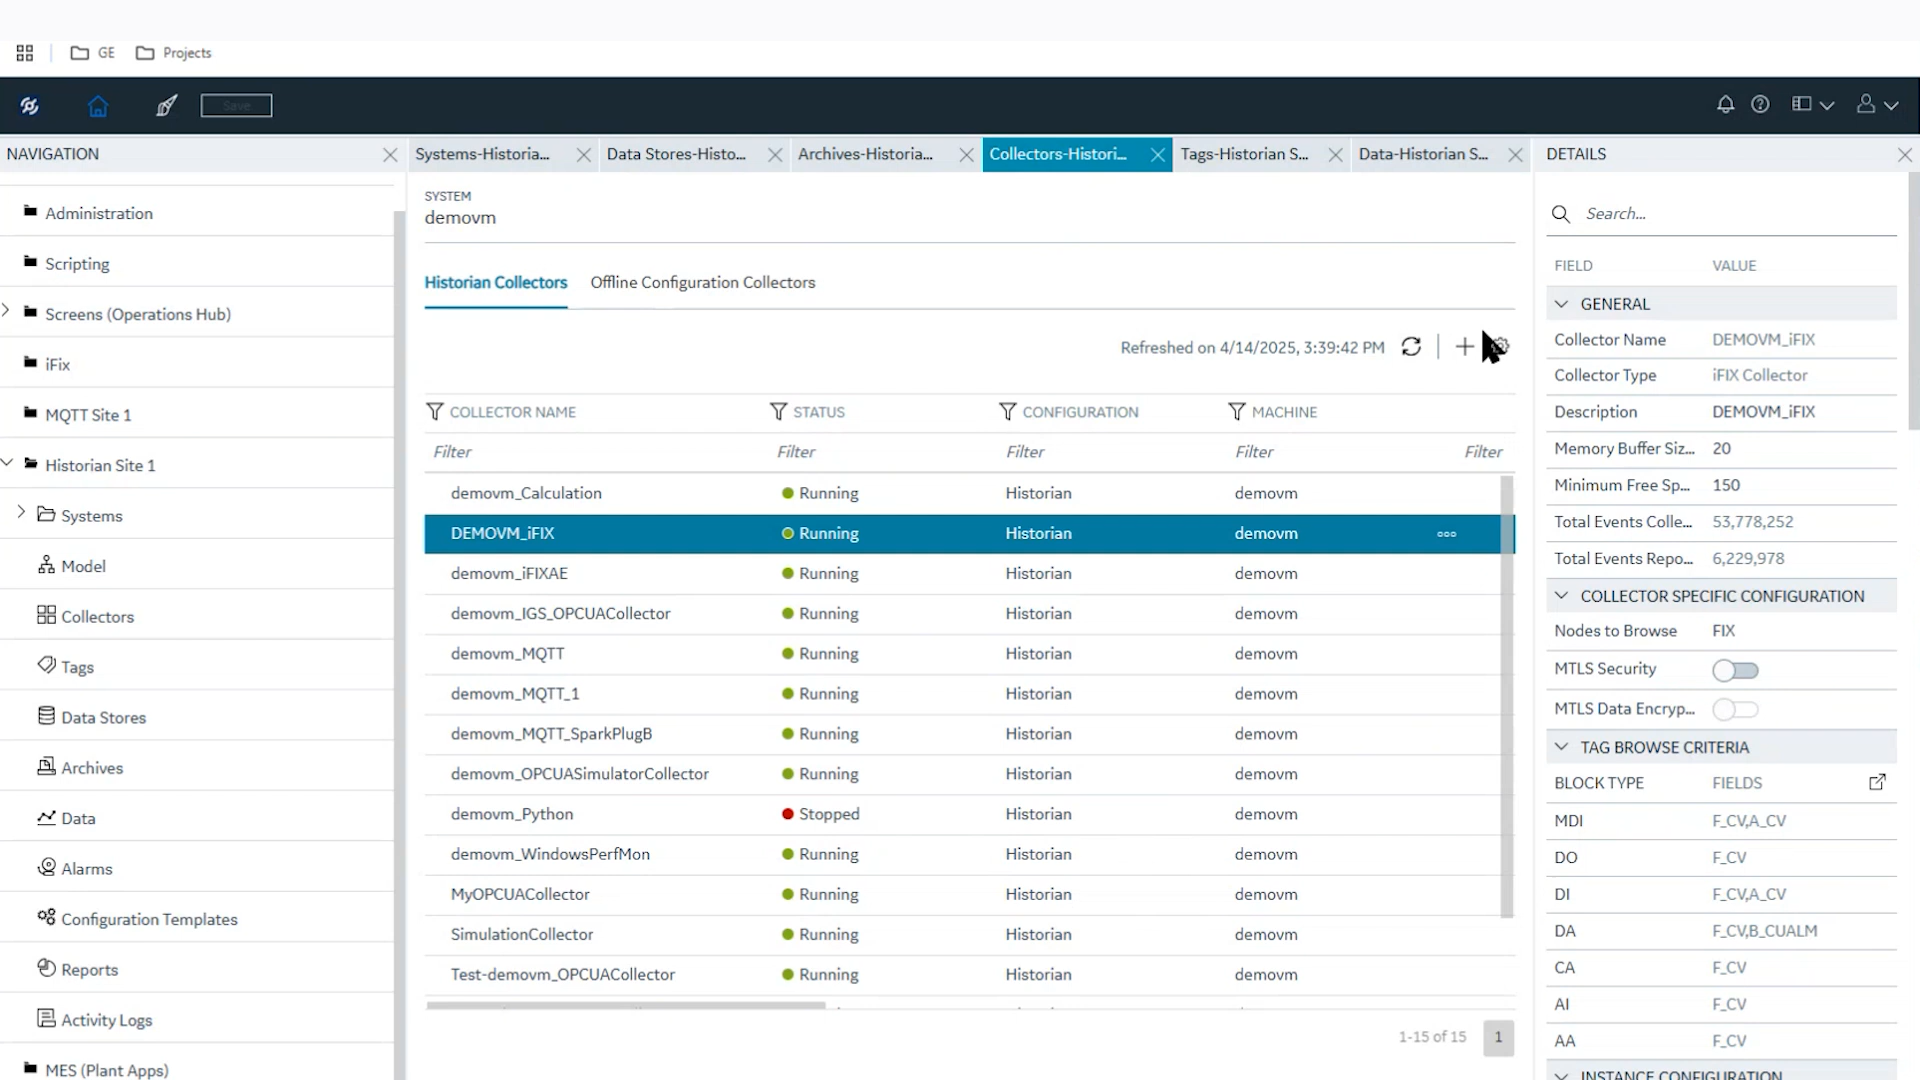 GE
Projects
Save
NAVIGATION
Administration
Scripting
Screens (Operations Hub)
iFix
MQTT Site 1
Historian Site 1
Systems
Model
Collectors
Tags
Data Stores
Archives
Data
Alarms
Configuration Templates
Reports
Activity Logs
MES (Plant Apps)
Systems-Historia...
Data Stores-Histo...
Archives-Historia...
Collectors-Histori...
Tags-Historian S...
Data-Historian S...
SYSTEM
demovm
Historian Collectors
Offline Configuration Collectors
Refreshed on 4/14/2025, 3:39:42 PM
COLLECTOR NAME STATUS CONFIGURATION MACHINE
Filter Filter Filter Filter Filter
demovm_Calculation Running Historian demovm
DEMOVM_iFIX Running Historian demovm
demovm_iFIXAE Running Historian demovm
demovm_IGS_OPCUACollector Running Historian demovm
demovm_MQTT Running Historian demovm
demovm_MQTT_1 Running Historian demovm
demovm_MQTT_SparkPlugB Running Historian demovm
demovm_OPCUASimulatorCollector Running Historian demovm
demovm_Python Stopped Historian demovm
demovm_WindowsPerfMon Running Historian demovm
MyOPCUACollector Running Historian demovm
SimulationCollector Running Historian demovm
Test-demovm_OPCUACollector Running Historian demovm
1-15 of 15 1
DETAILS
Search...
FIELD VALUE
GENERAL
Collector Name DEMOVM_iFIX
Collector Type iFIX Collector
Description DEMOVM_iFIX
Memory Buffer Siz... 20
Minimum Free Sp... 150
Total Events Colle... 53,778,252
Total Events Repo... 6,229,978
COLLECTOR SPECIFIC CONFIGURATION
Nodes to Browse FIX
MTLS Security
MTLS Data Encryp...
TAG BROWSE CRITERIA
BLOCK TYPE FIELDS
MDI F_CV,A_CV
DO F_CV
DI F_CV,A_CV
DA F_CV,B_CUALM
CA F_CV
AI F_CV
AA F_CV
INSTANCE CONFIGURATION